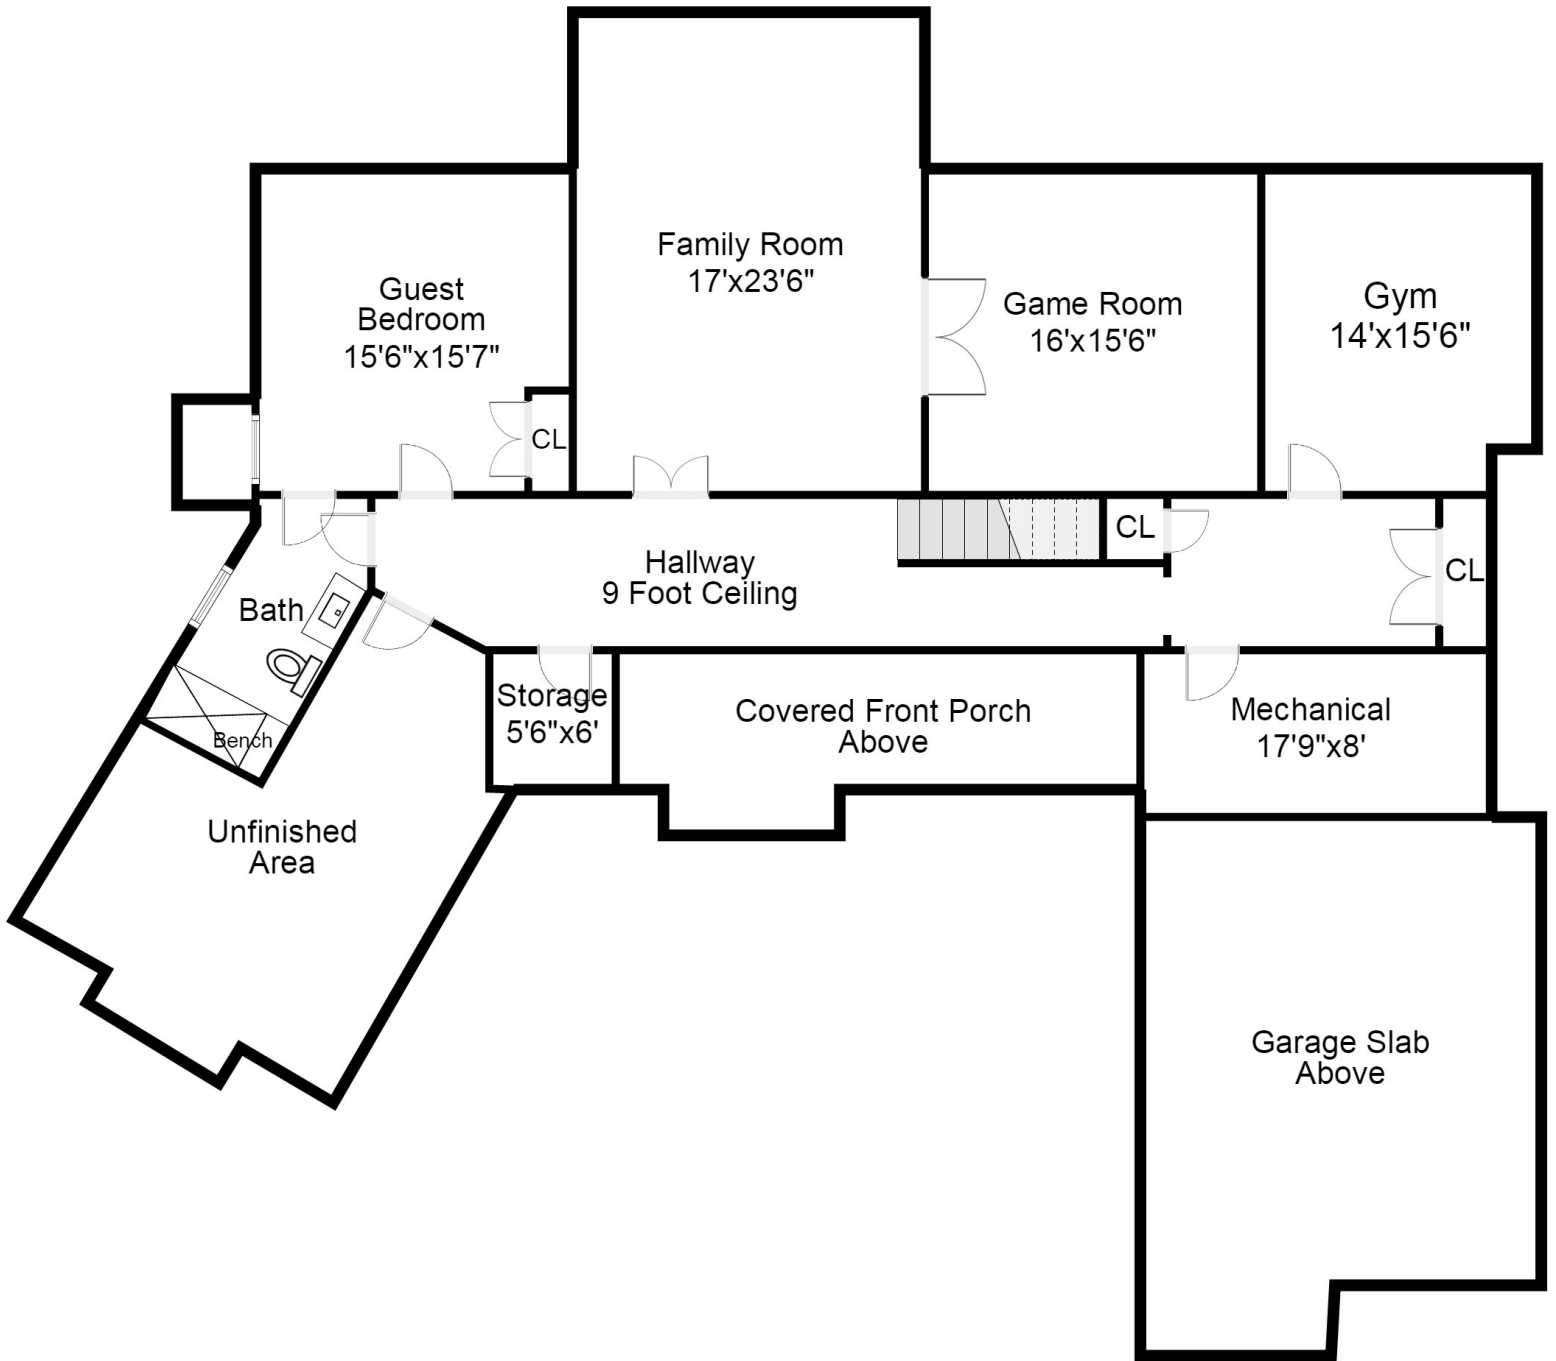 Family Room
17'x23'6"
Guest
Bedroom
15'6"x15'7"
Game Room
16'x15'6"
Gym
14'x15'6"
CL
CL
Hallway
9 Foot Ceiling
CL
Bath
Storage
5'6"x6'
Covered Front Porch
Above
Mechanical
17'9"x8'
Bench
Unfinished
Area
Garage Slab
Above